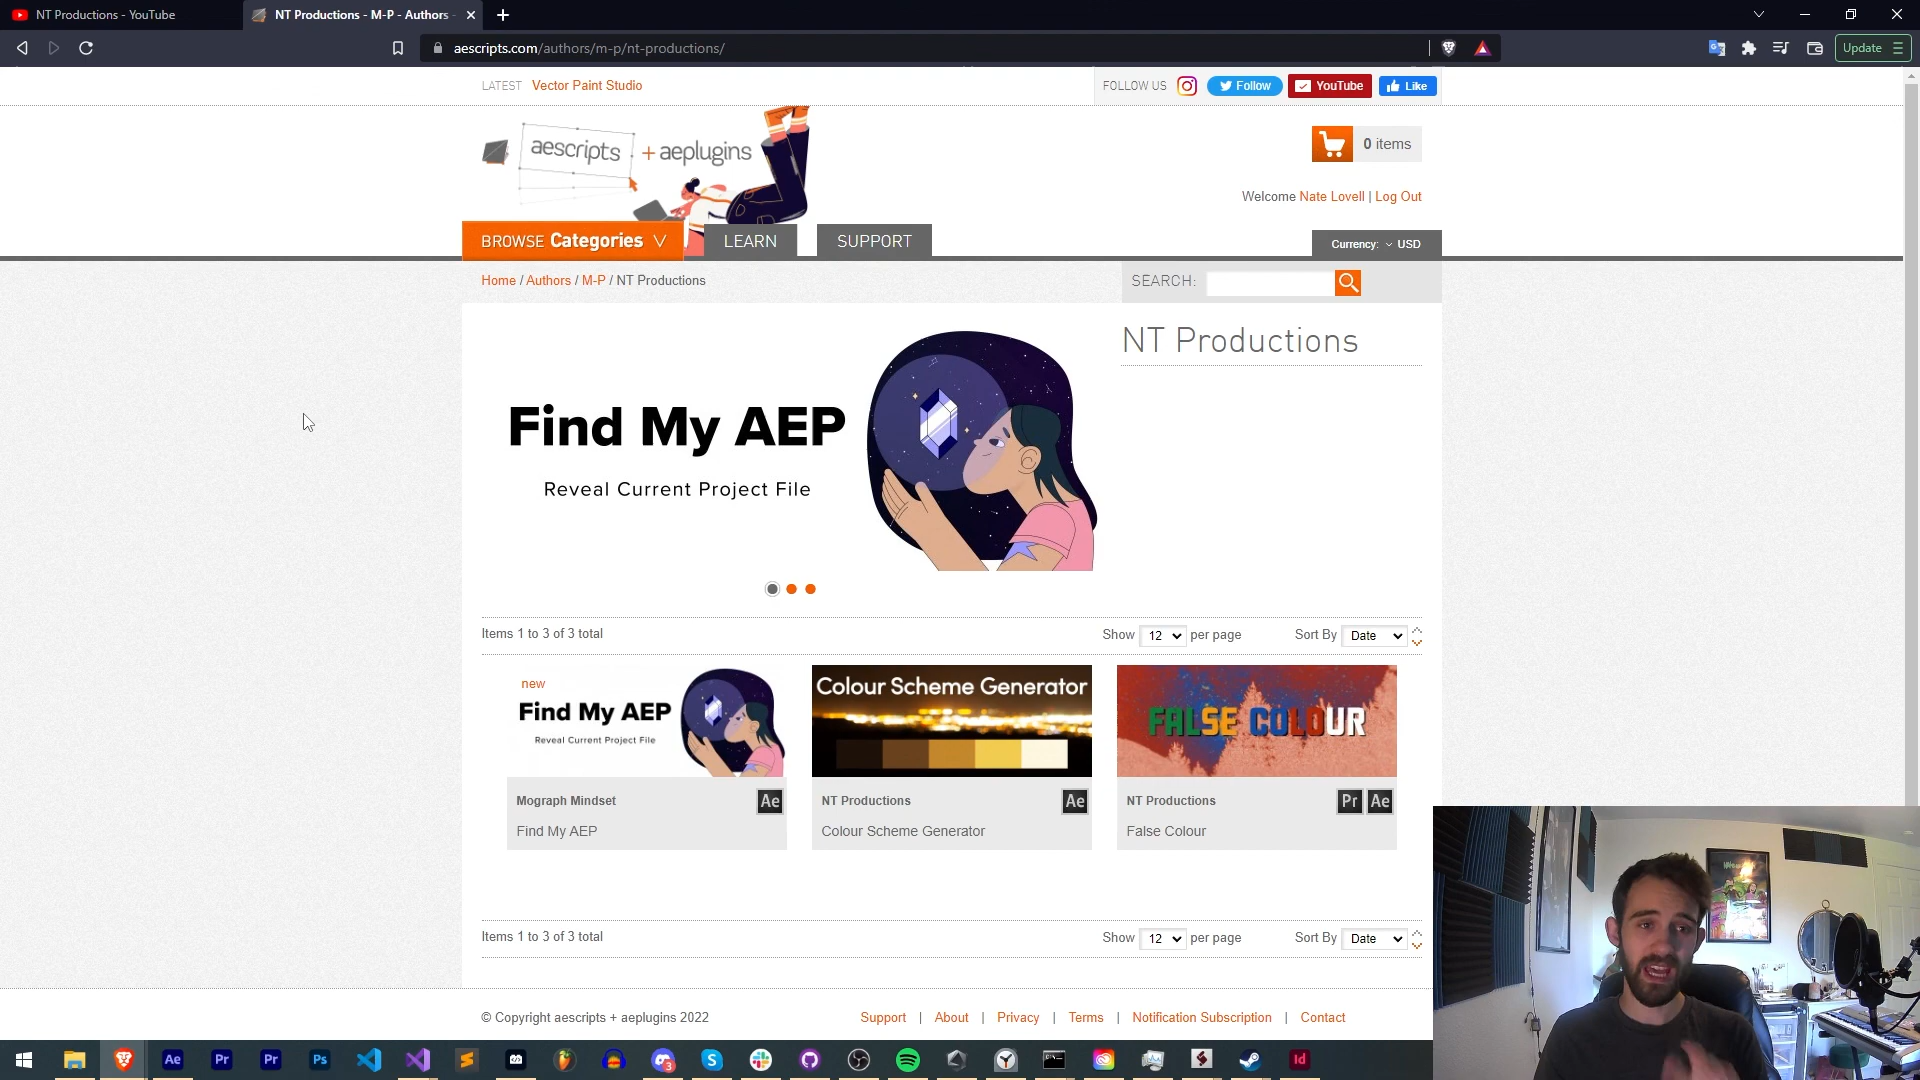 NT Productions - YouTube
NT Productions - M-P - Authors -
aescripts.com/authors/m-p/nt-productions/
Update
LATEST Vector Paint Studio
FOLLOW US Follow YouTube Like
aescripts + aeplugins
0 items
Welcome Nate Lovell | Log Out
BROWSE Categories
LEARN
SUPPORT
Currency: USD
Home / Authors / M-P / NT Productions
SEARCH:
NT Productions
Find My AEP
Reveal Current Project File
Items 1 to 3 of 3 total
Show 12 per page
Sort By Date
new
Find My AEP
Reveal Current Project File
Colour Scheme Generator
FALSE COLOUR
Mograph Mindset
Ae
Find My AEP
NT Productions
Ae
Colour Scheme Generator
NT Productions
Pr Ae
False Colour
Items 1 to 3 of 3 total
Show 12 per page
Sort By Date
© Copyright aescripts + aeplugins 2022
Support | About | Privacy | Terms | Notification Subscription | Contact
Ae Pr Pr Ps 3 Id